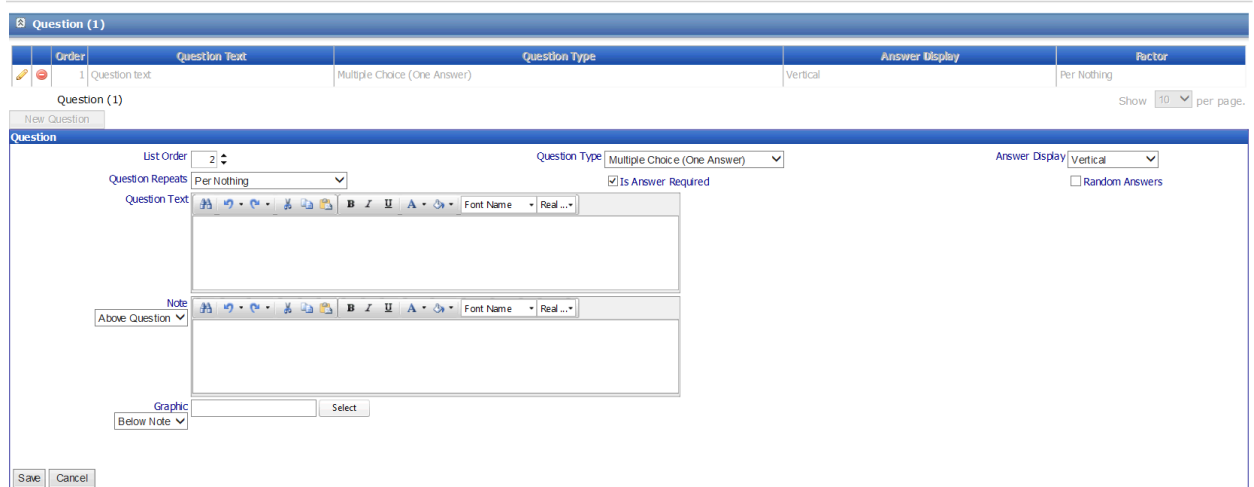 Question (1)
Order Question Text Question Type Answer Display Factor
1 Question text Multiple Choice (One Answer) Vertical Per Nothing
Question (1) Show 10 per page.
New Question
Question
List Order 2 Question Type Multiple Choice (One Answer) Answer Display Vertical
Question Repeats Per Nothing Is Answer Required Random Answers
Question Text B I U A Font Name Real ...
Note B I U A Font Name Real ...
Above Question
Graphic Select
Below Note
Save Cancel